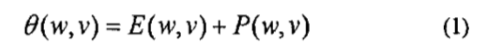 θ(w,v) = E(w,v) + P(w,v) (1)